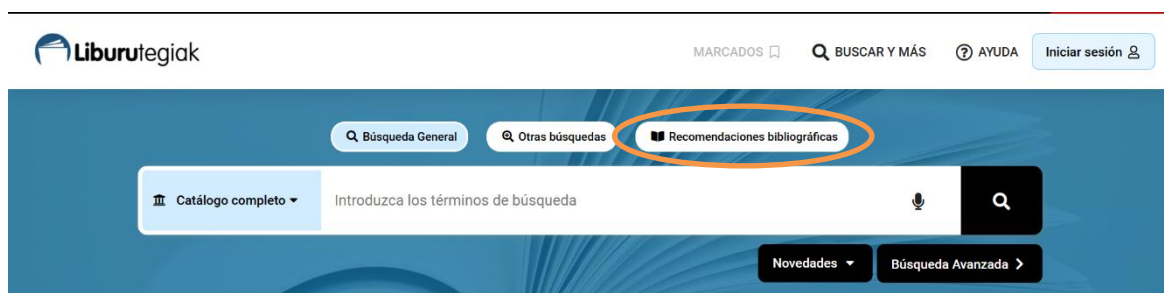 Liburutegiak
MARCADOS BUSCAR Y MÁS AYUDA Iniciar sesión
Búsqueda General Otras búsquedas Recomendaciones bibliográficas
Catálogo completo Introduzca los términos de búsqueda
Novedades Búsqueda Avanzada